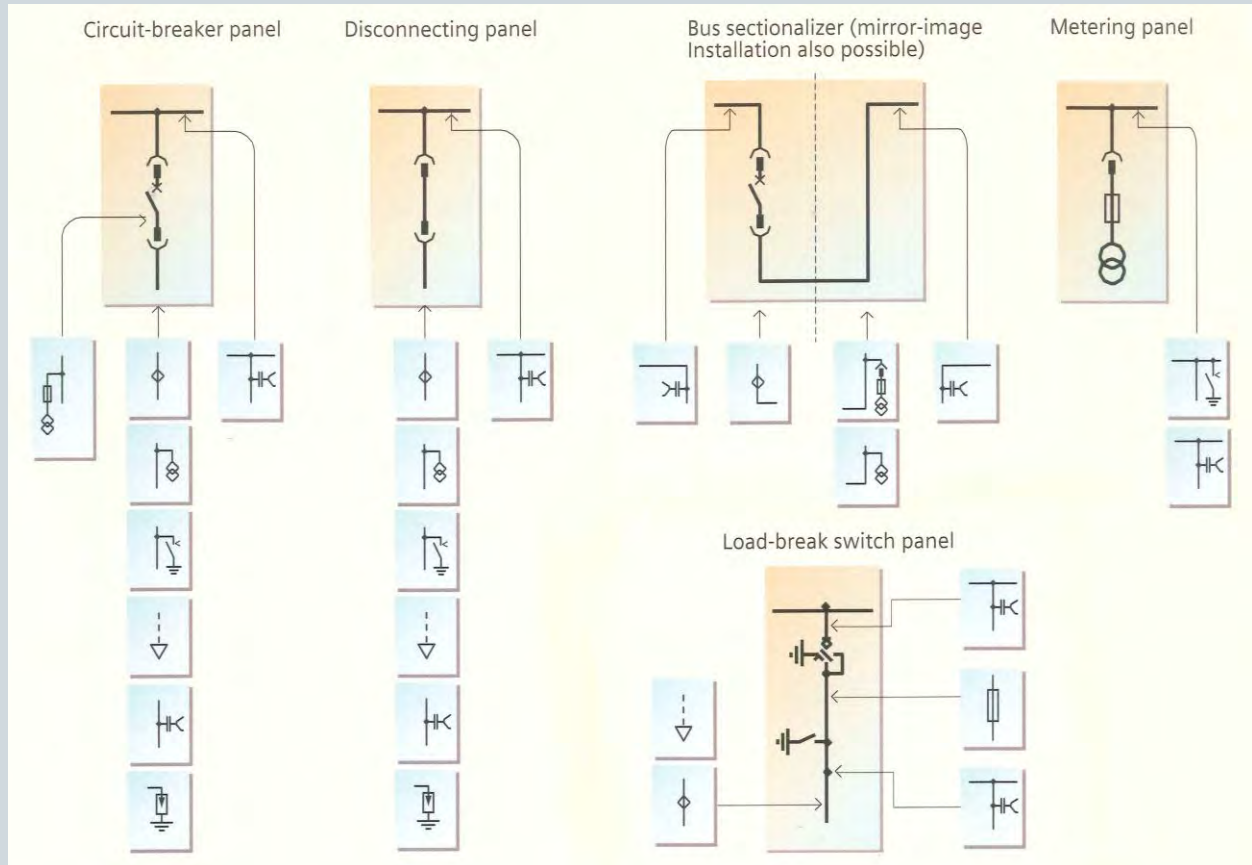 Circuit-breaker panel
Disconnecting panel
Bus sectionalizer (mirror-image
Installation also possible)
Metering panel
Load-break switch panel